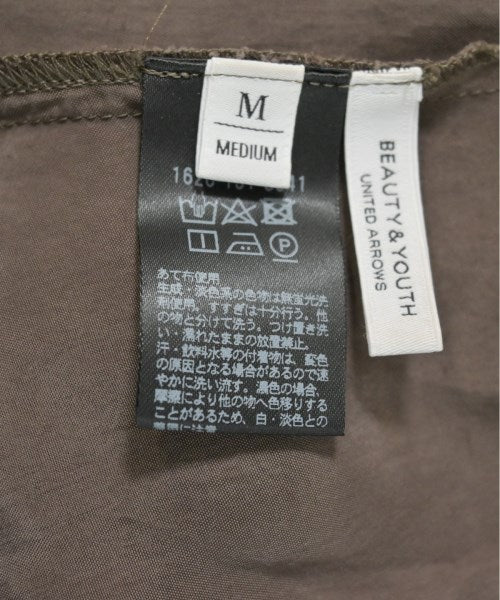 M
MEDIUM
BEAUTY & YOUTH
UNITED ARROWS
あて布使用
生成・淡色系の色物は無蛍光洗
剤使用。すすぎは十分行う。他
の物と分けて洗う。つけ置き洗
い、濡れたままの放置禁止。
汗・飲料水等の付着物は、変色
の原因となる場合があるので速
やかに洗い流す。濃色の場合、
摩擦により他の物へ色移りする
ことがあるため、白・淡色との